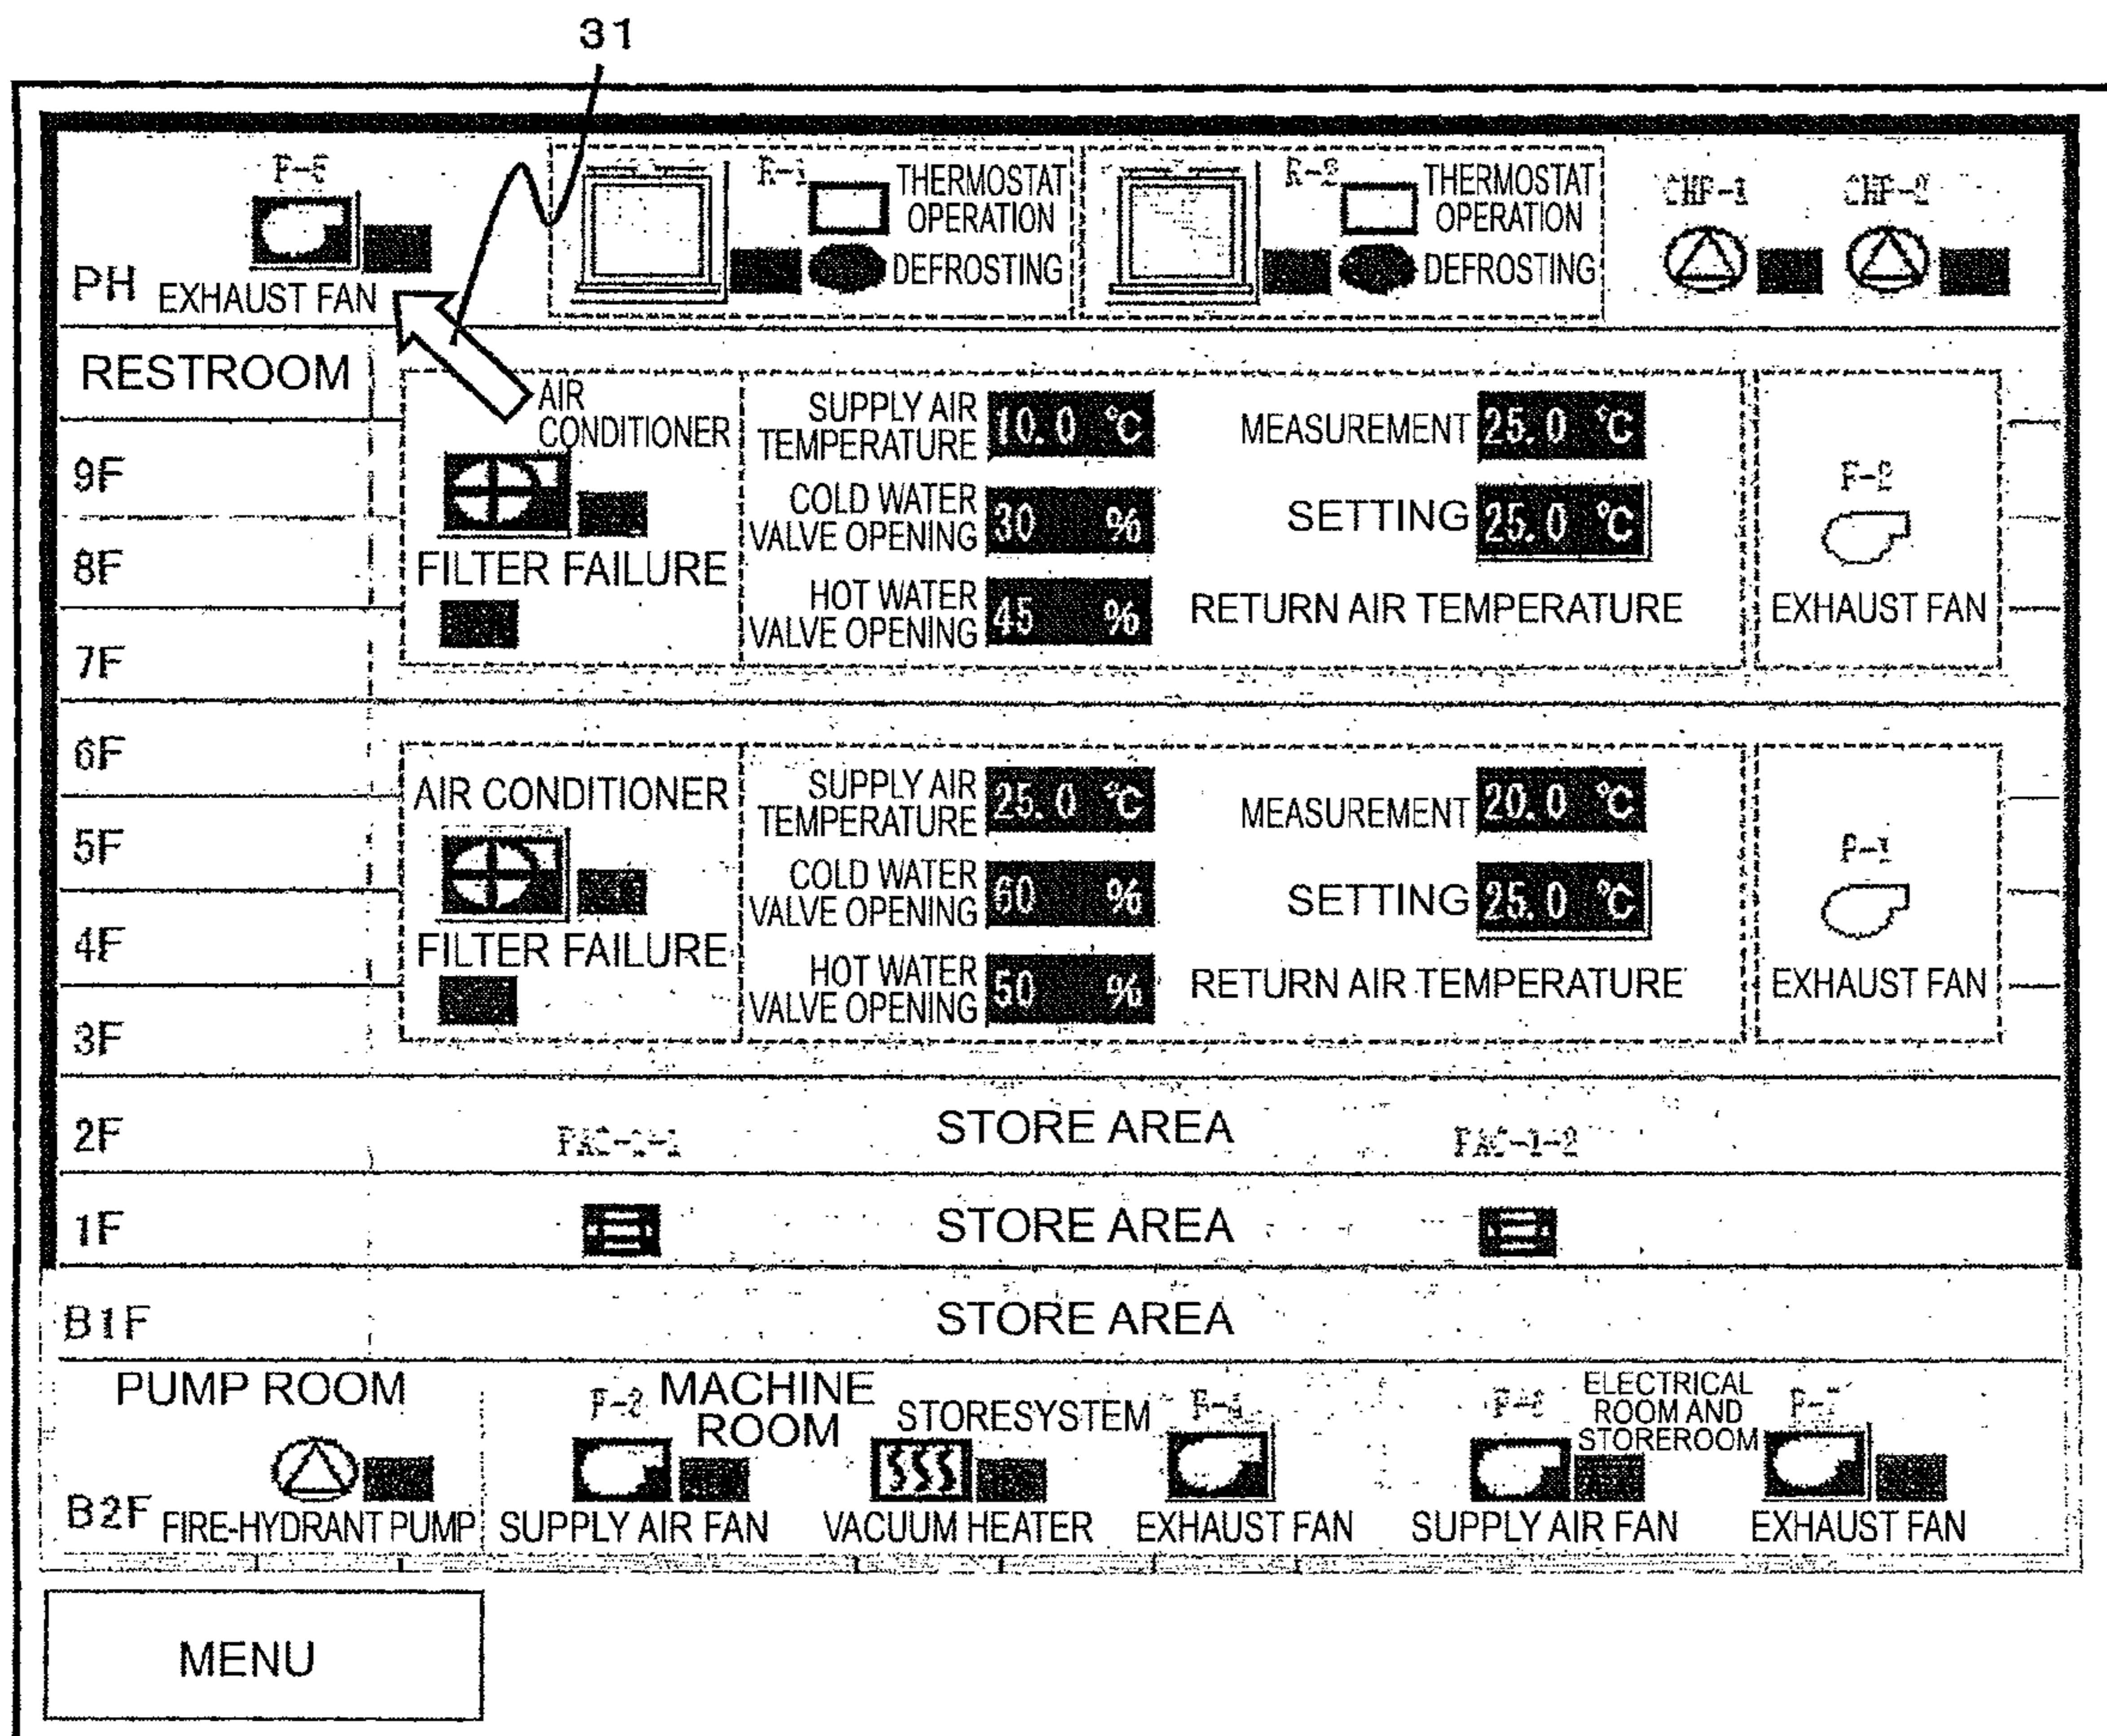 31
R-1
THERMOSTAT
OPERATION
DEFROSTING
R-2
THERMOSTAT
OPERATION
DEFROSTING
CHP-1
CHP-2
PH
EXHAUST FAN
RESTROOM
9F
8F
7F
AIR
CONDITIONER
FILTER FAILURE
SUPPLY AIR
TEMPERATURE
10.0 ℃
COLD WATER
VALVE OPENING
30 %
HOT WATER
VALVE OPENING
45 %
MEASUREMENT
25.0 ℃
SETTING
25.0 ℃
RETURN AIR TEMPERATURE
EXHAUST FAN
6F
5F
4F
3F
AIR CONDITIONER
FILTER FAILURE
SUPPLY AIR
TEMPERATURE
25.0 ℃
COLD WATER
VALVE OPENING
60 %
HOT WATER
VALVE OPENING
50 %
MEASUREMENT
20.0 ℃
SETTING
25.0 ℃
RETURN AIR TEMPERATURE
EXHAUST FAN
2F
STORE AREA
PAC-1-2
1F
STORE AREA
B1F
STORE AREA
B2F
PUMP ROOM
FIRE-HYDRANT PUMP
MACHINE
ROOM
SUPPLY AIR FAN
STORESYSTEM
VACUUM HEATER
EXHAUST FAN
SUPPLY AIR FAN
ELECTRICAL
ROOM AND
STOREROOM
F-7
EXHAUST FAN
MENU